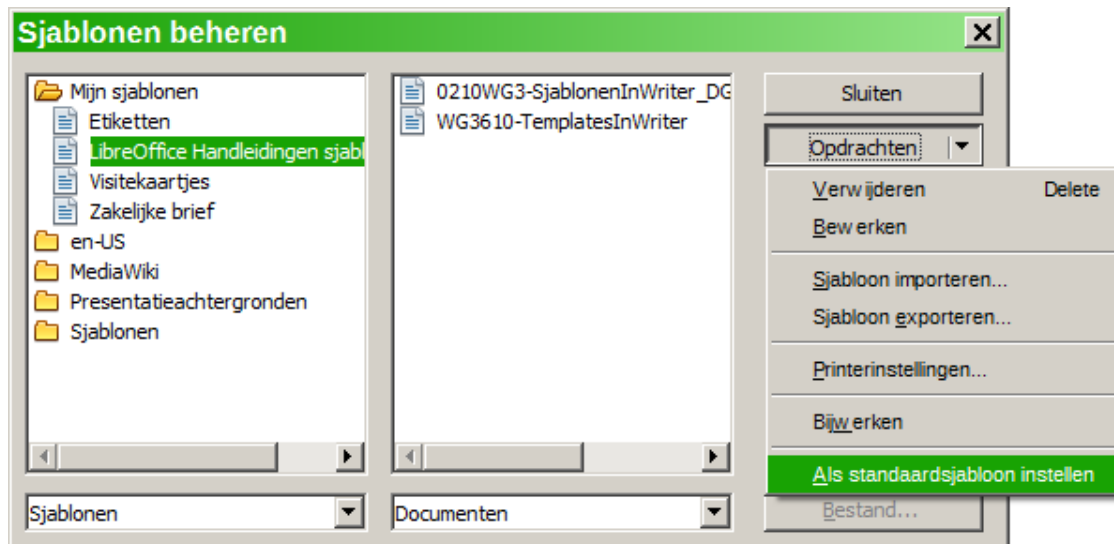 Sjablonen beheren
Mijn sjablonen
Etiketten
LibreOffice Handleidingen sjabl
Visitekaartjes
Zakelijke brief
en-US
MediaWiki
Presentatieachtergronden
Sjablonen
Sjablonen
0210WG3-SjablonenInWriter_DG
WG3610-TemplatesInWriter
Documenten
Sluiten
Opdrachten
Verwijderen Delete
Bewerken
Sjabloon importeren...
Sjabloon exporteren...
Printerinstellingen...
Bijwerken
Als standaardsjabloon instellen
Bestand...